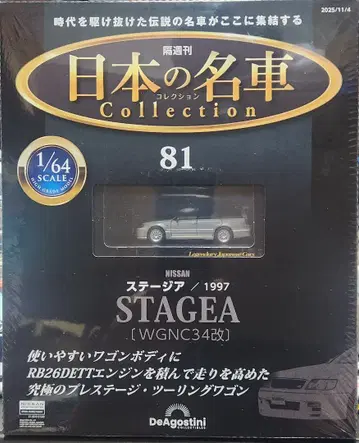 時代を駆け抜けた伝説の名車がここに集結する
2025/11/4
隔週刊
日本の名車
コレクション
Collection
1/64
SCALE
81
Legendary Japanese Cars
NISSAN
ステージア / 1997
STAGEA
［WGNC34改］
使いやすいワゴンボディに
RB26DETTエンジンを積んで走りを高めた
究極のプレステージ・ツーリングワゴン
DeAgostini